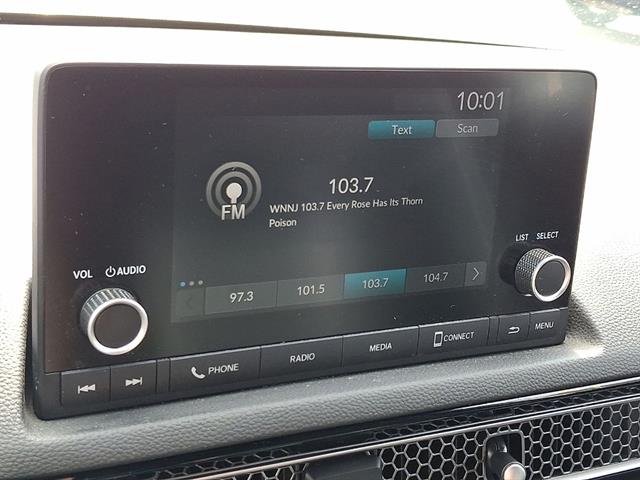 10:01
Text Scan
103.7
FM
WNNJ 103.7 Every Rose Has Its Thorn
Poison
LIST SELECT
VOL AUDIO
97.3 101.5 103.7 104.7
PHONE RADIO MEDIA CONNECT MENU